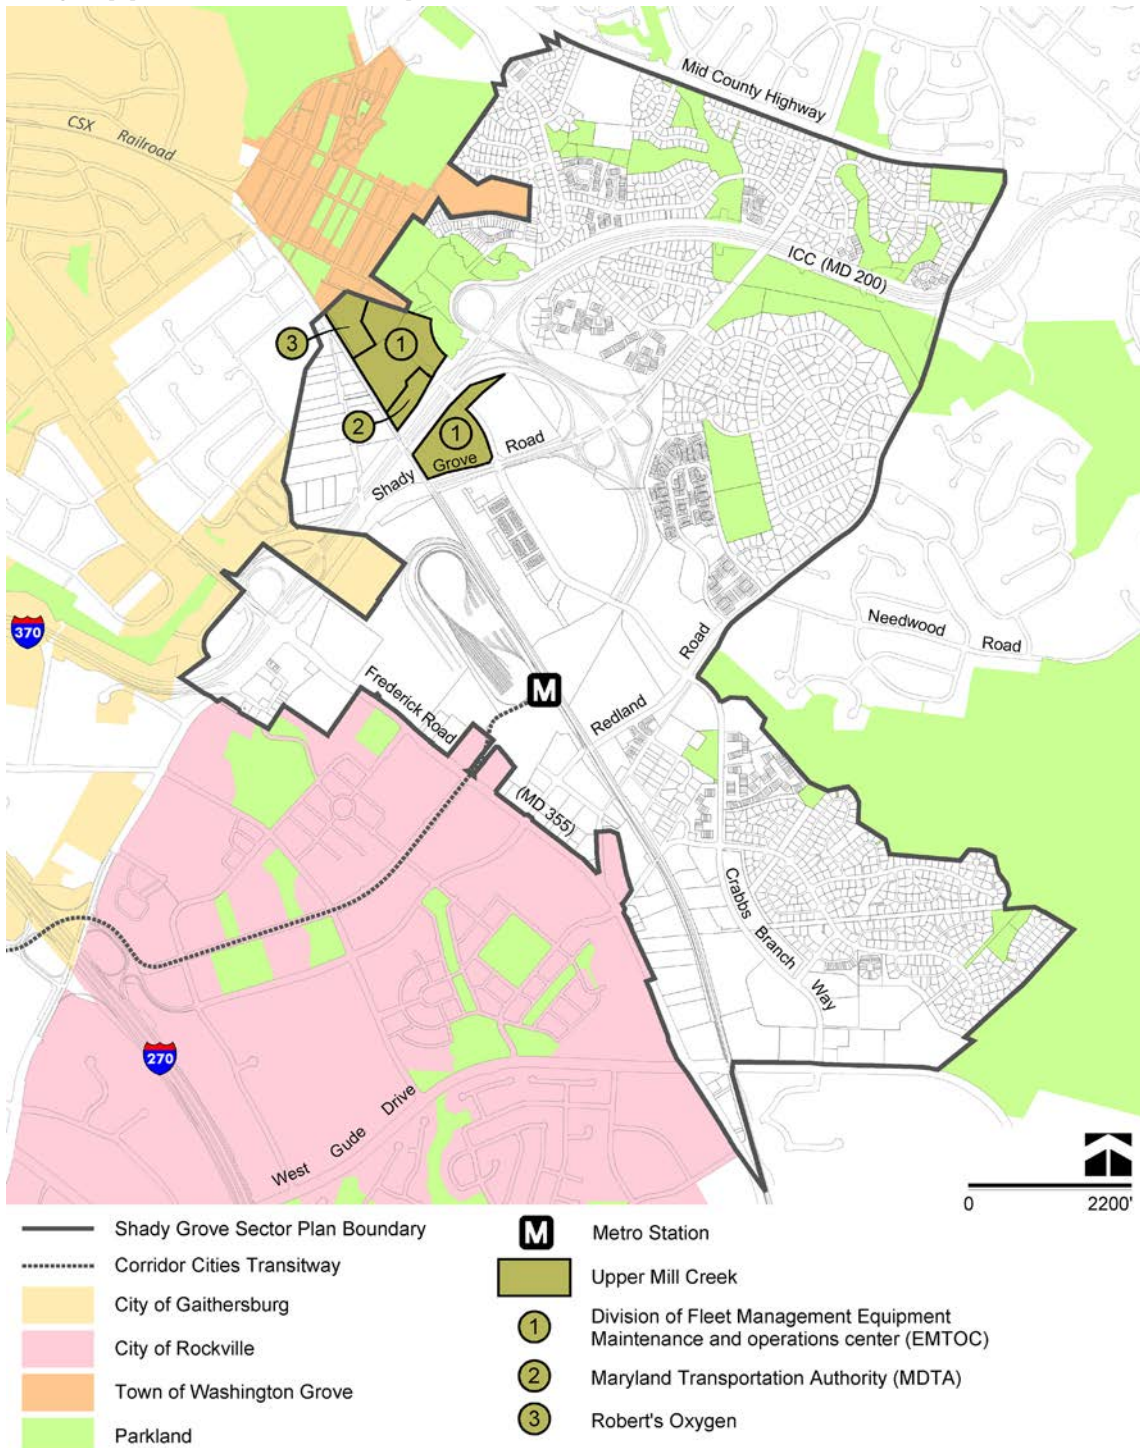 Mid County Highway
CSX Railroad
ICC (MD 200)
3
1
2
1
Shady Grove Road
370
Needwood Road
Road
Redland
M
Frederick Road
(MD 355)
Crabbs Branch Way
270
West Gude Drive
0 2200'
Shady Grove Sector Plan Boundary
Corridor Cities Transitway
City of Gaithersburg
City of Rockville
Town of Washington Grove
Parkland
M Metro Station
Upper Mill Creek
1 Division of Fleet Management Equipment
Maintenance and operations center (EMTOC)
2 Maryland Transportation Authority (MDTA)
3 Robert's Oxygen